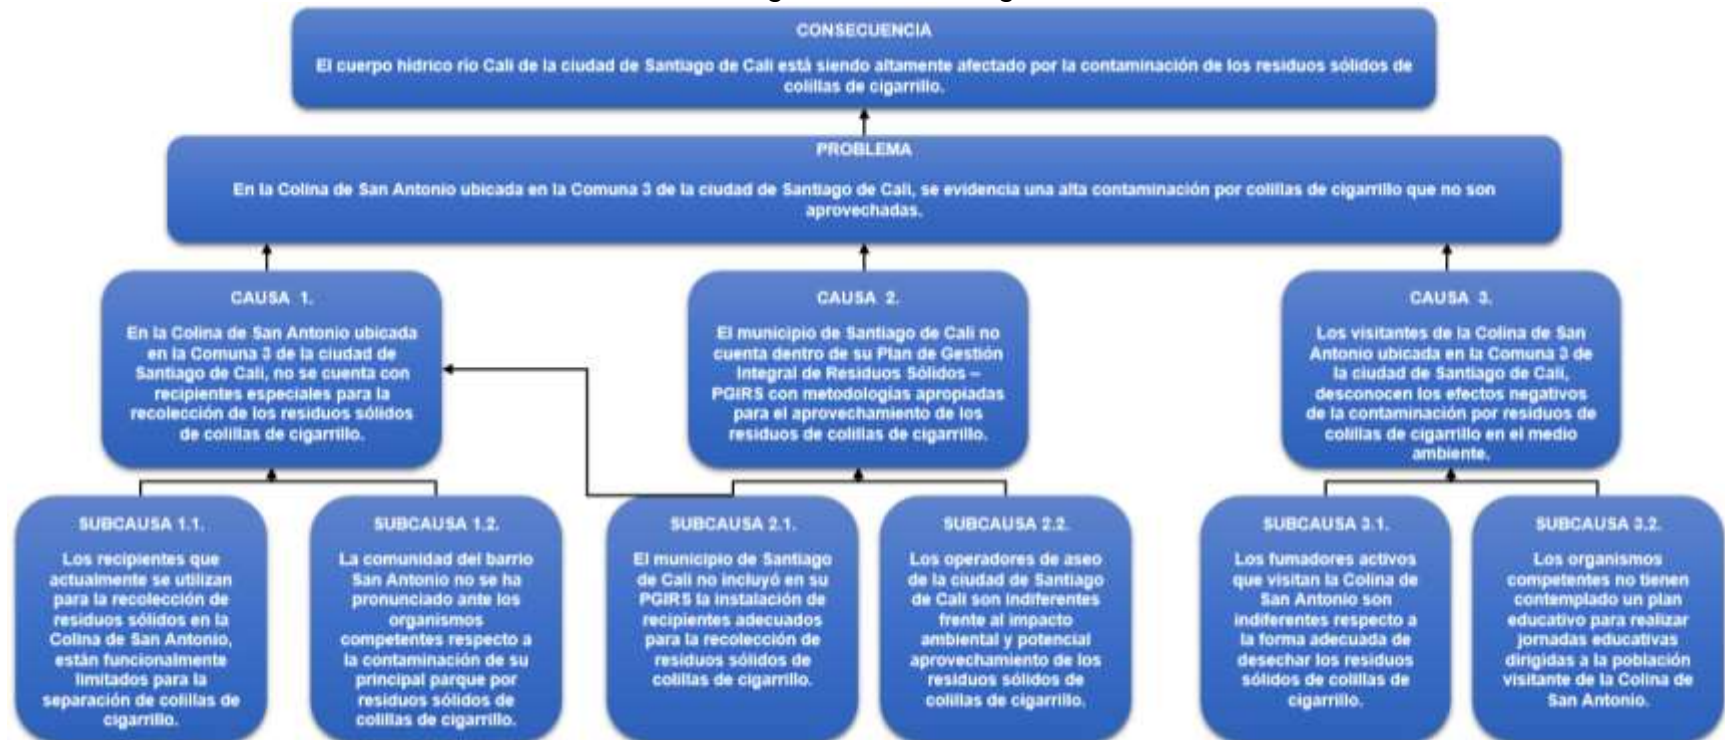 CONSECUENCIA
El cuerpo hídrico río Cali de la ciudad de Santiago de Cali está siendo altamente afectado por la contaminación de los residuos sólidos de
colillas de cigarrillo.
PROBLEMA
En la Colina de San Antonio ubicada en la Comuna 3 de la ciudad de Santiago de Cali, se evidencia una alta contaminación por colillas de cigarrillo que no son
aprovechadas.
CAUSA 1.
En la Colina de San Antonio ubicada
en la Comuna 3 de la ciudad de
Santiago de Cali, no se cuenta con
recipientes especiales para la
recolección de los residuos sólidos
de colillas de cigarrillo.
CAUSA 2.
El municipio de Santiago de Cali no
cuenta dentro de su Plan de Gestión
Integral de Residuos Sólidos –
PGIRS con metodologías apropiadas
para el aprovechamiento de los
residuos de colillas de cigarrillo.
CAUSA 3.
Los visitantes de la Colina de San
Antonio ubicada en la Comuna 3 de
la ciudad de Santiago de Cali,
desconocen los efectos negativos
de la contaminación por residuos de
colillas de cigarrillo en el medio
ambiente.
SUBCAUSA 1.1.
Los recipientes que
actualmente se utilizan
para la recolección de
residuos sólidos en la
Colina de San Antonio,
están funcionalmente
limitados para la
separación de colillas de
cigarrillo.
SUBCAUSA 1.2.
La comunidad del barrio
San Antonio no se ha
pronunciado ante los
organismos
competentes respecto a
la contaminación de su
principal parque por
residuos sólidos de
colillas de cigarrillo.
SUBCAUSA 2.1.
El municipio de Santiago
de Cali no incluyó en su
PGIRS la instalación de
recipientes adecuados
para la recolección de
residuos sólidos de
colillas de cigarrillo.
SUBCAUSA 2.2.
Los operadores de aseo
de la ciudad de Santiago
de Cali son indiferentes
frente al impacto
ambiental y potencial
aprovechamiento de los
residuos sólidos de
colillas de cigarrillo.
SUBCAUSA 3.1.
Los fumadores activos
que visitan la Colina de
San Antonio son
indiferentes respecto a
la forma adecuada de
desechar los residuos
sólidos de colillas de
cigarrillo.
SUBCAUSA 3.2.
Los organismos
competentes no tienen
contemplado un plan
educativo para realizar
jornadas educativas
dirigidas a la población
visitante de la Colina de
San Antonio.